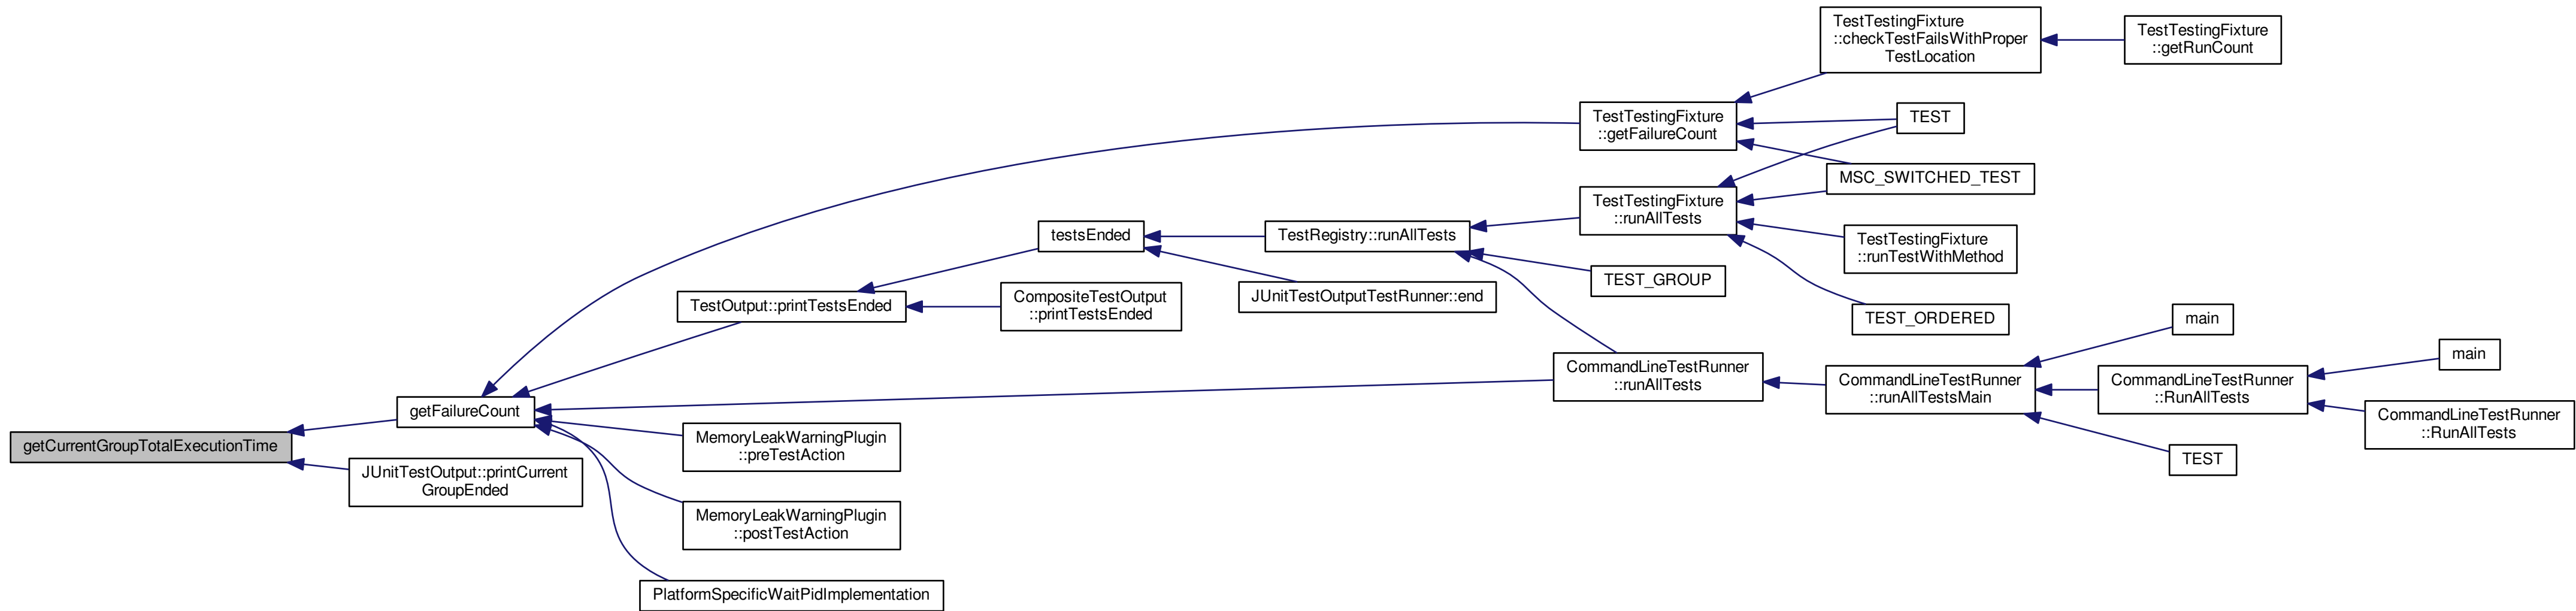 TestTestingFixture
::checkTestFailsWithProper
TestLocation
TestTestingFixture
::getRunCount
TestTestingFixture
::getFailureCount
TEST
MSC_SWITCHED_TEST
TestTestingFixture
::runAllTests
testsEnded
TestRegistry::runAllTests
TestTestingFixture
::runTestWithMethod
TEST_GROUP
JUnitTestOutputTestRunner::end
TestOutput::printTestsEnded
CompositeTestOutput
::printTestsEnded
TEST_ORDERED
main
main
CommandLineTestRunner
::runAllTests
CommandLineTestRunner
::runAllTestsMain
CommandLineTestRunner
::RunAllTests
CommandLineTestRunner
::RunAllTests
getFailureCount
getCurrentGroupTotalExecutionTime
MemoryLeakWarningPlugin
::preTestAction
TEST
JUnitTestOutput::printCurrent
GroupEnded
MemoryLeakWarningPlugin
::postTestAction
PlatformSpecificWaitPidImplementation